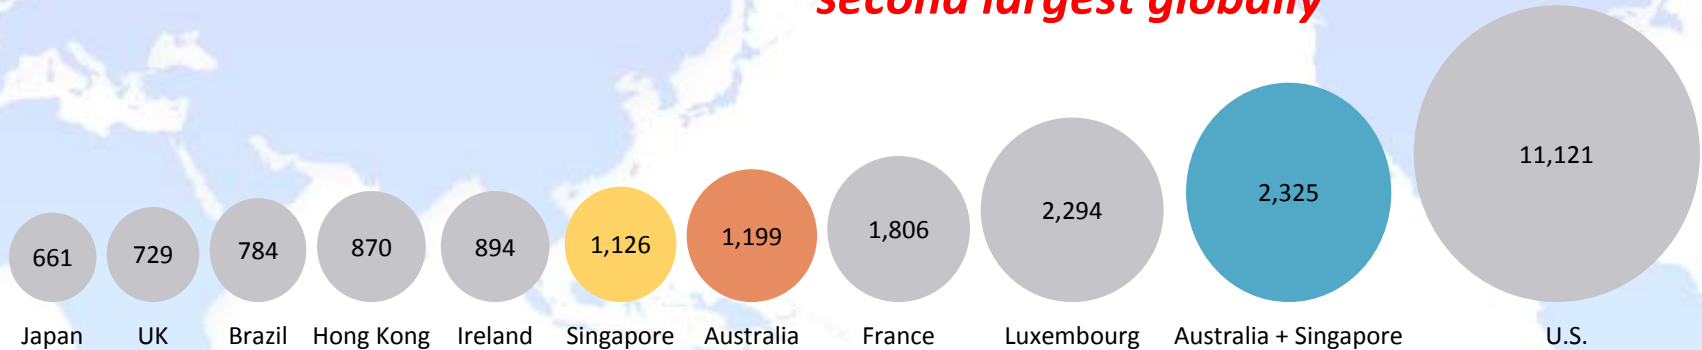 second largest globally
661 729 784 870 894 1,126 1,199 1,806 2,294 2,325 11,121
Japan UK Brazil Hong Kong Ireland Singapore Australia France Luxembourg Australia + Singapore U.S.